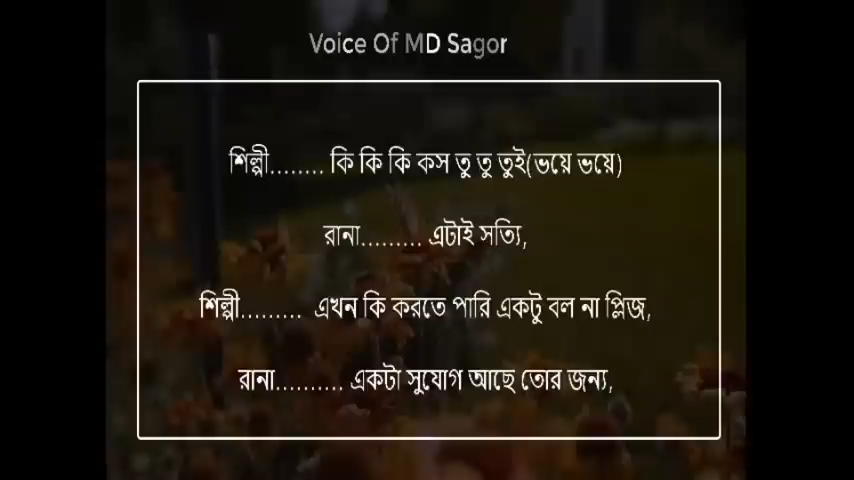 Voice Of MD Sagor
শিল্পী........ কি কি কি কস তু তু তুই(ভয়ে ভয়ে)
রানা......... এটাই সত্যি,
শিল্পী......... এখন কি করতে পারি একটু বল না প্লিজ,
রানা.......... একটা সুযোগ আছে তোর জন্য,